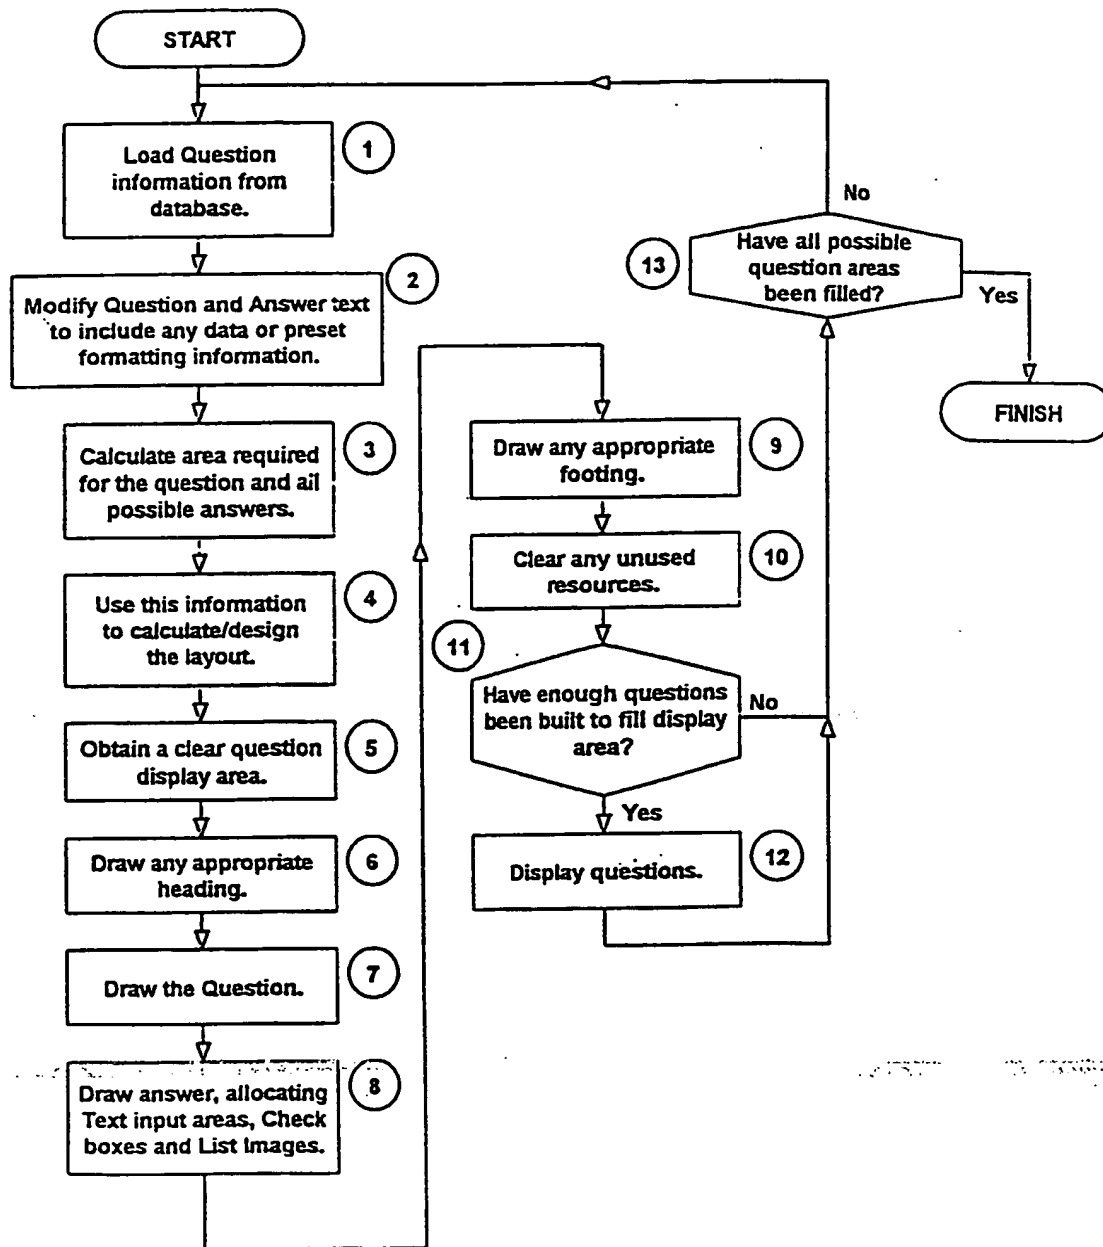 START
1
Load Question
information from
database.
2
Modify Question and Answer text
to include any data or preset
formatting information.
3
Calculate area required
for the question and all
possible answers.
4
Use this information
to calculate/design
the layout.
5
Obtain a clear question
display area.
6
Draw any appropriate
heading.
7
Draw the Question.
8
Draw answer, allocating
Text input areas, Check
boxes and List Images.
9
Draw any appropriate
footing.
10
Clear any unused
resources.
11
Have enough questions
been built to fill display
area?
No
Yes
12
Display questions.
No
13
Have all possible
question areas
been filled?
Yes
FINISH